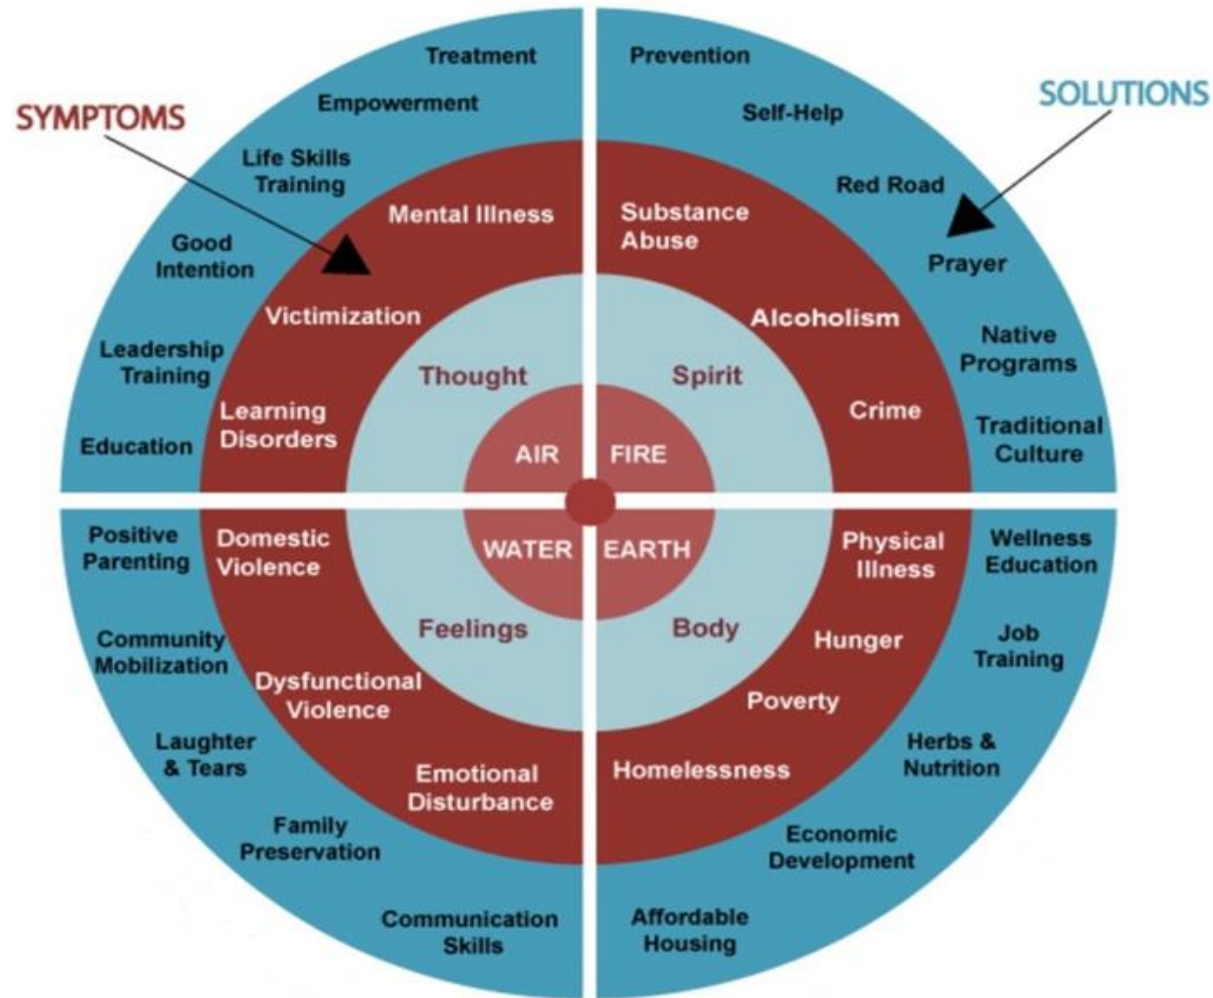 SYMPTOMS
SOLUTIONS
Treatment
Empowerment
Life Skills
Training
Good
Intention
Leadership
Training
Education
Prevention
Self-Help
Red Road
Prayer
Native
Programs
Traditional
Culture
Mental Illness
Victimization
Learning
Disorders
Substance
Abuse
Alcoholism
Crime
Thought
Spirit
AIR
FIRE
WATER
EARTH
Feelings
Body
Domestic
Violence
Dysfunctional
Violence
Emotional
Disturbance
Physical
Illness
Hunger
Poverty
Homelessness
Positive
Parenting
Community
Mobilization
Laughter
& Tears
Family
Preservation
Communication
Skills
Wellness
Education
Job
Training
Herbs &
Nutrition
Economic
Development
Affordable
Housing